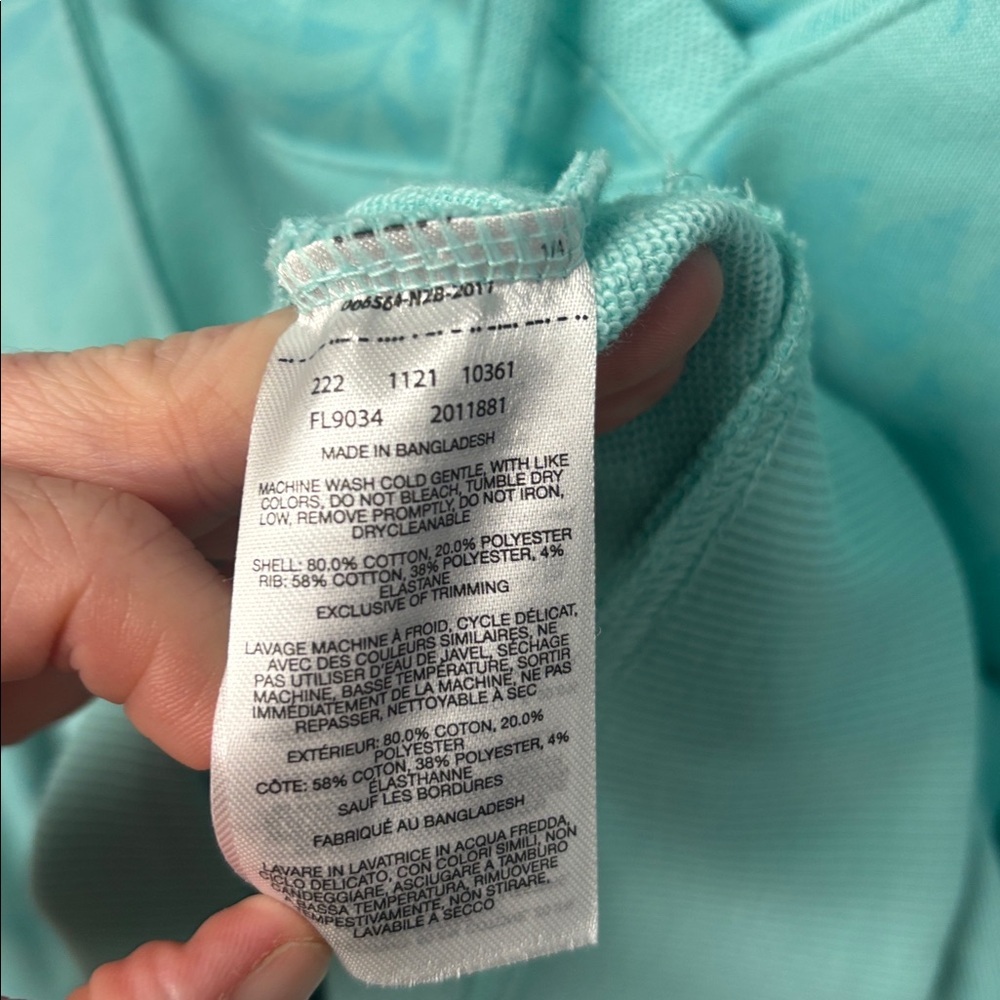 1/4
006564-N2B-2017
222 1121 10361
FL9034 2011881
MADE IN BANGLADESH
MACHINE WASH COLD GENTLE, WITH LIKE
COLORS, DO NOT BLEACH, TUMBLE DRY
LOW, REMOVE PROMPTLY, DO NOT IRON,
DRYCLEANABLE
SHELL: 80.0% COTTON, 20.0% POLYESTER
RIB: 58% COTTON, 38% POLYESTER, 4%
ELASTANE
EXCLUSIVE OF TRIMMING
LAVAGE MACHINE À FROID, CYCLE DÉLICAT,
AVEC DES COULEURS SIMILAIRES, NE
PAS UTILISER D'EAU DE JAVEL, SÉCHAGE
MACHINE, BASSE TEMPÉRATURE, SORTIR
IMMÉDIATEMENT DE LA MACHINE, NE PAS
REPASSER, NETTOYABLE À SEC
EXTÉRIEUR: 80.0% COTON, 20.0%
POLYESTER
CÔTE: 58% COTON, 38% POLYESTER, 4%
ÉLASTHANNE
SAUF LES BORDURES
FABRIQUÉ AU BANGLADESH
LAVARE IN LAVATRICE IN ACQUA FREDDA,
CICLO DELICATO, CON COLORI SIMILI, NON
CANDEGGIARE, ASCIUGARE A TAMBURO
A BASSA TEMPERATURA, RIMUOVERE
TEMPESTIVAMENTE, NON STIRARE,
LAVABILE A SECCO